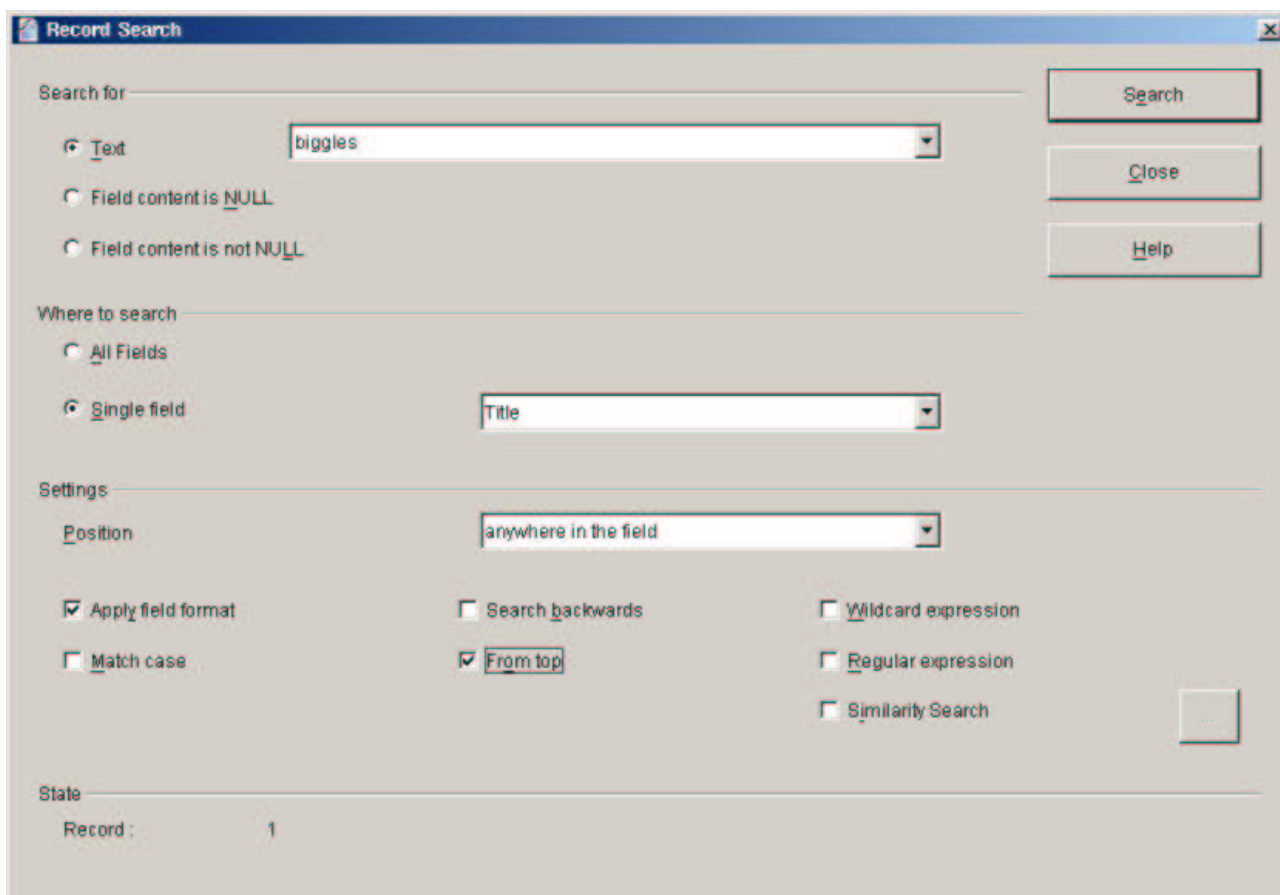 Record Search
Search for
Search
Text
biggles
Close
Field content is NULL
Field content is not NULL
Help
Where to search
All Fields
Single field
Title
Settings
Position
anywhere in the field
Apply field format
Search backwards
Wildcard expression
Match case
From top
Regular expression
Similarity Search
...
State
Record : 1